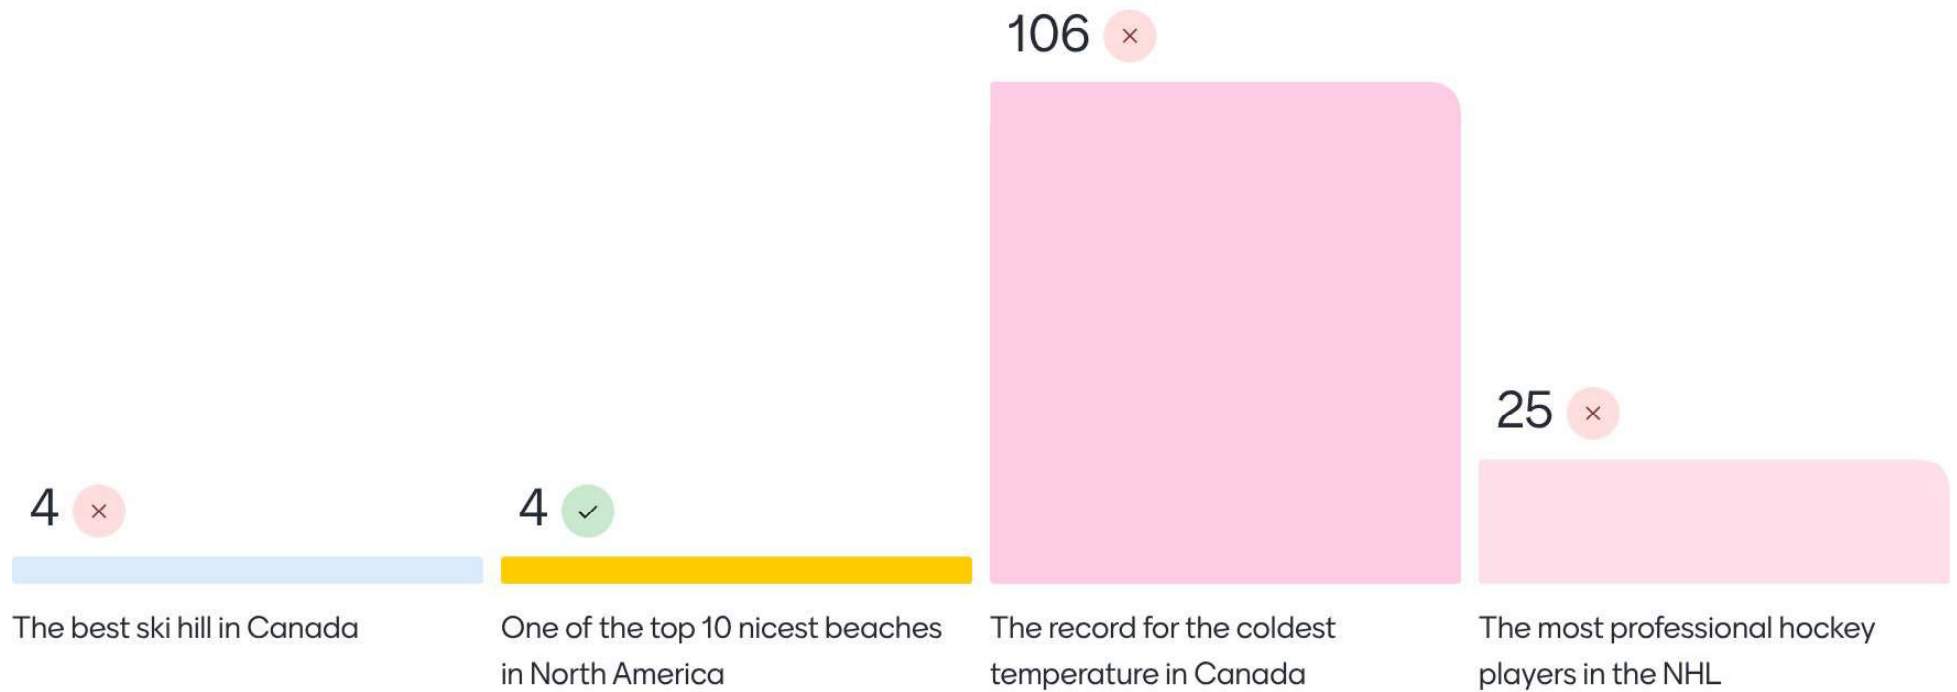 106
25
4
4
The best ski hill in Canada
One of the top 10 nicest beaches
in North America
The record for the coldest
temperature in Canada
The most professional hockey
players in the NHL